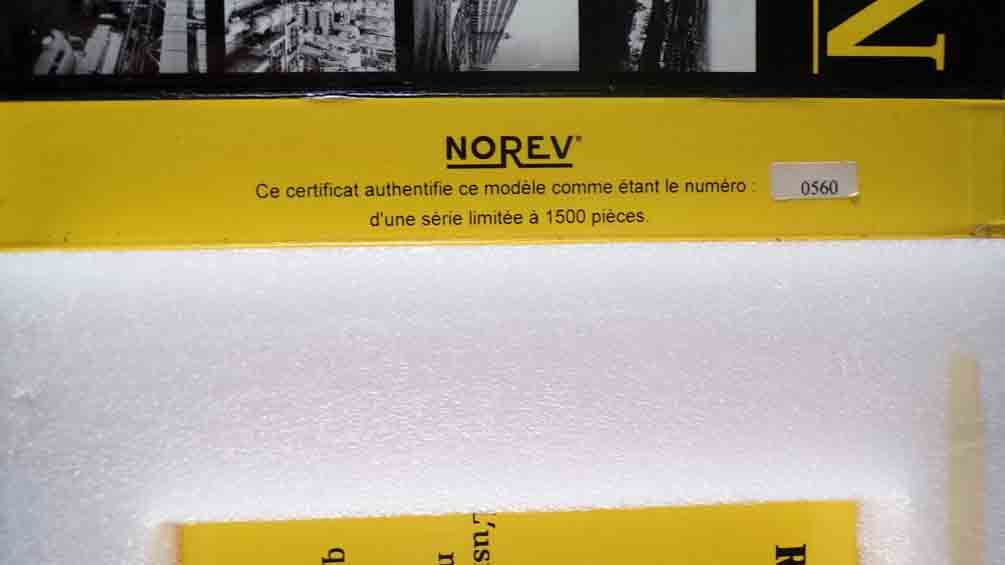 N
NOREV®
Ce certificat authentifie ce modèle comme étant le numéro : 0560
d'une série limitée à 1500 pièces.
R